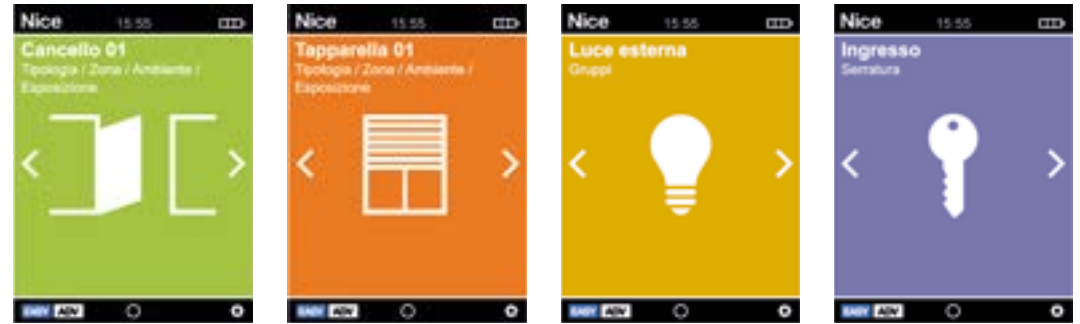 Nice 15:55
Cancello 01
Tipologia / Zona / Ambiente /
Esposizione
EASY ADV
Nice 15:55
Tapparella 01
Tipologia / Zona / Ambiente /
Esposizione
EASY ADV
Nice 15:55
Luce esterna
Gruppi
EASY ADV
Nice 15:55
Ingresso
Serratura
EASY ADV